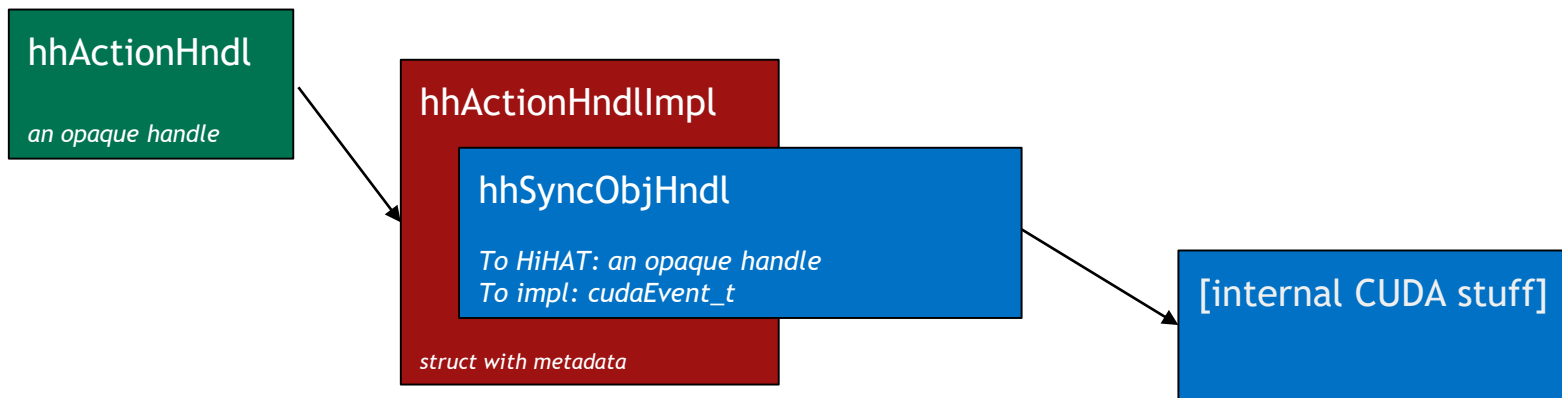 hhActionHndl
an opaque handle
hhActionHndlImpl
hhSyncObjHndl
To HiHAT: an opaque handle
To impl: cudaEvent_t
struct with metadata
[internal CUDA stuff]